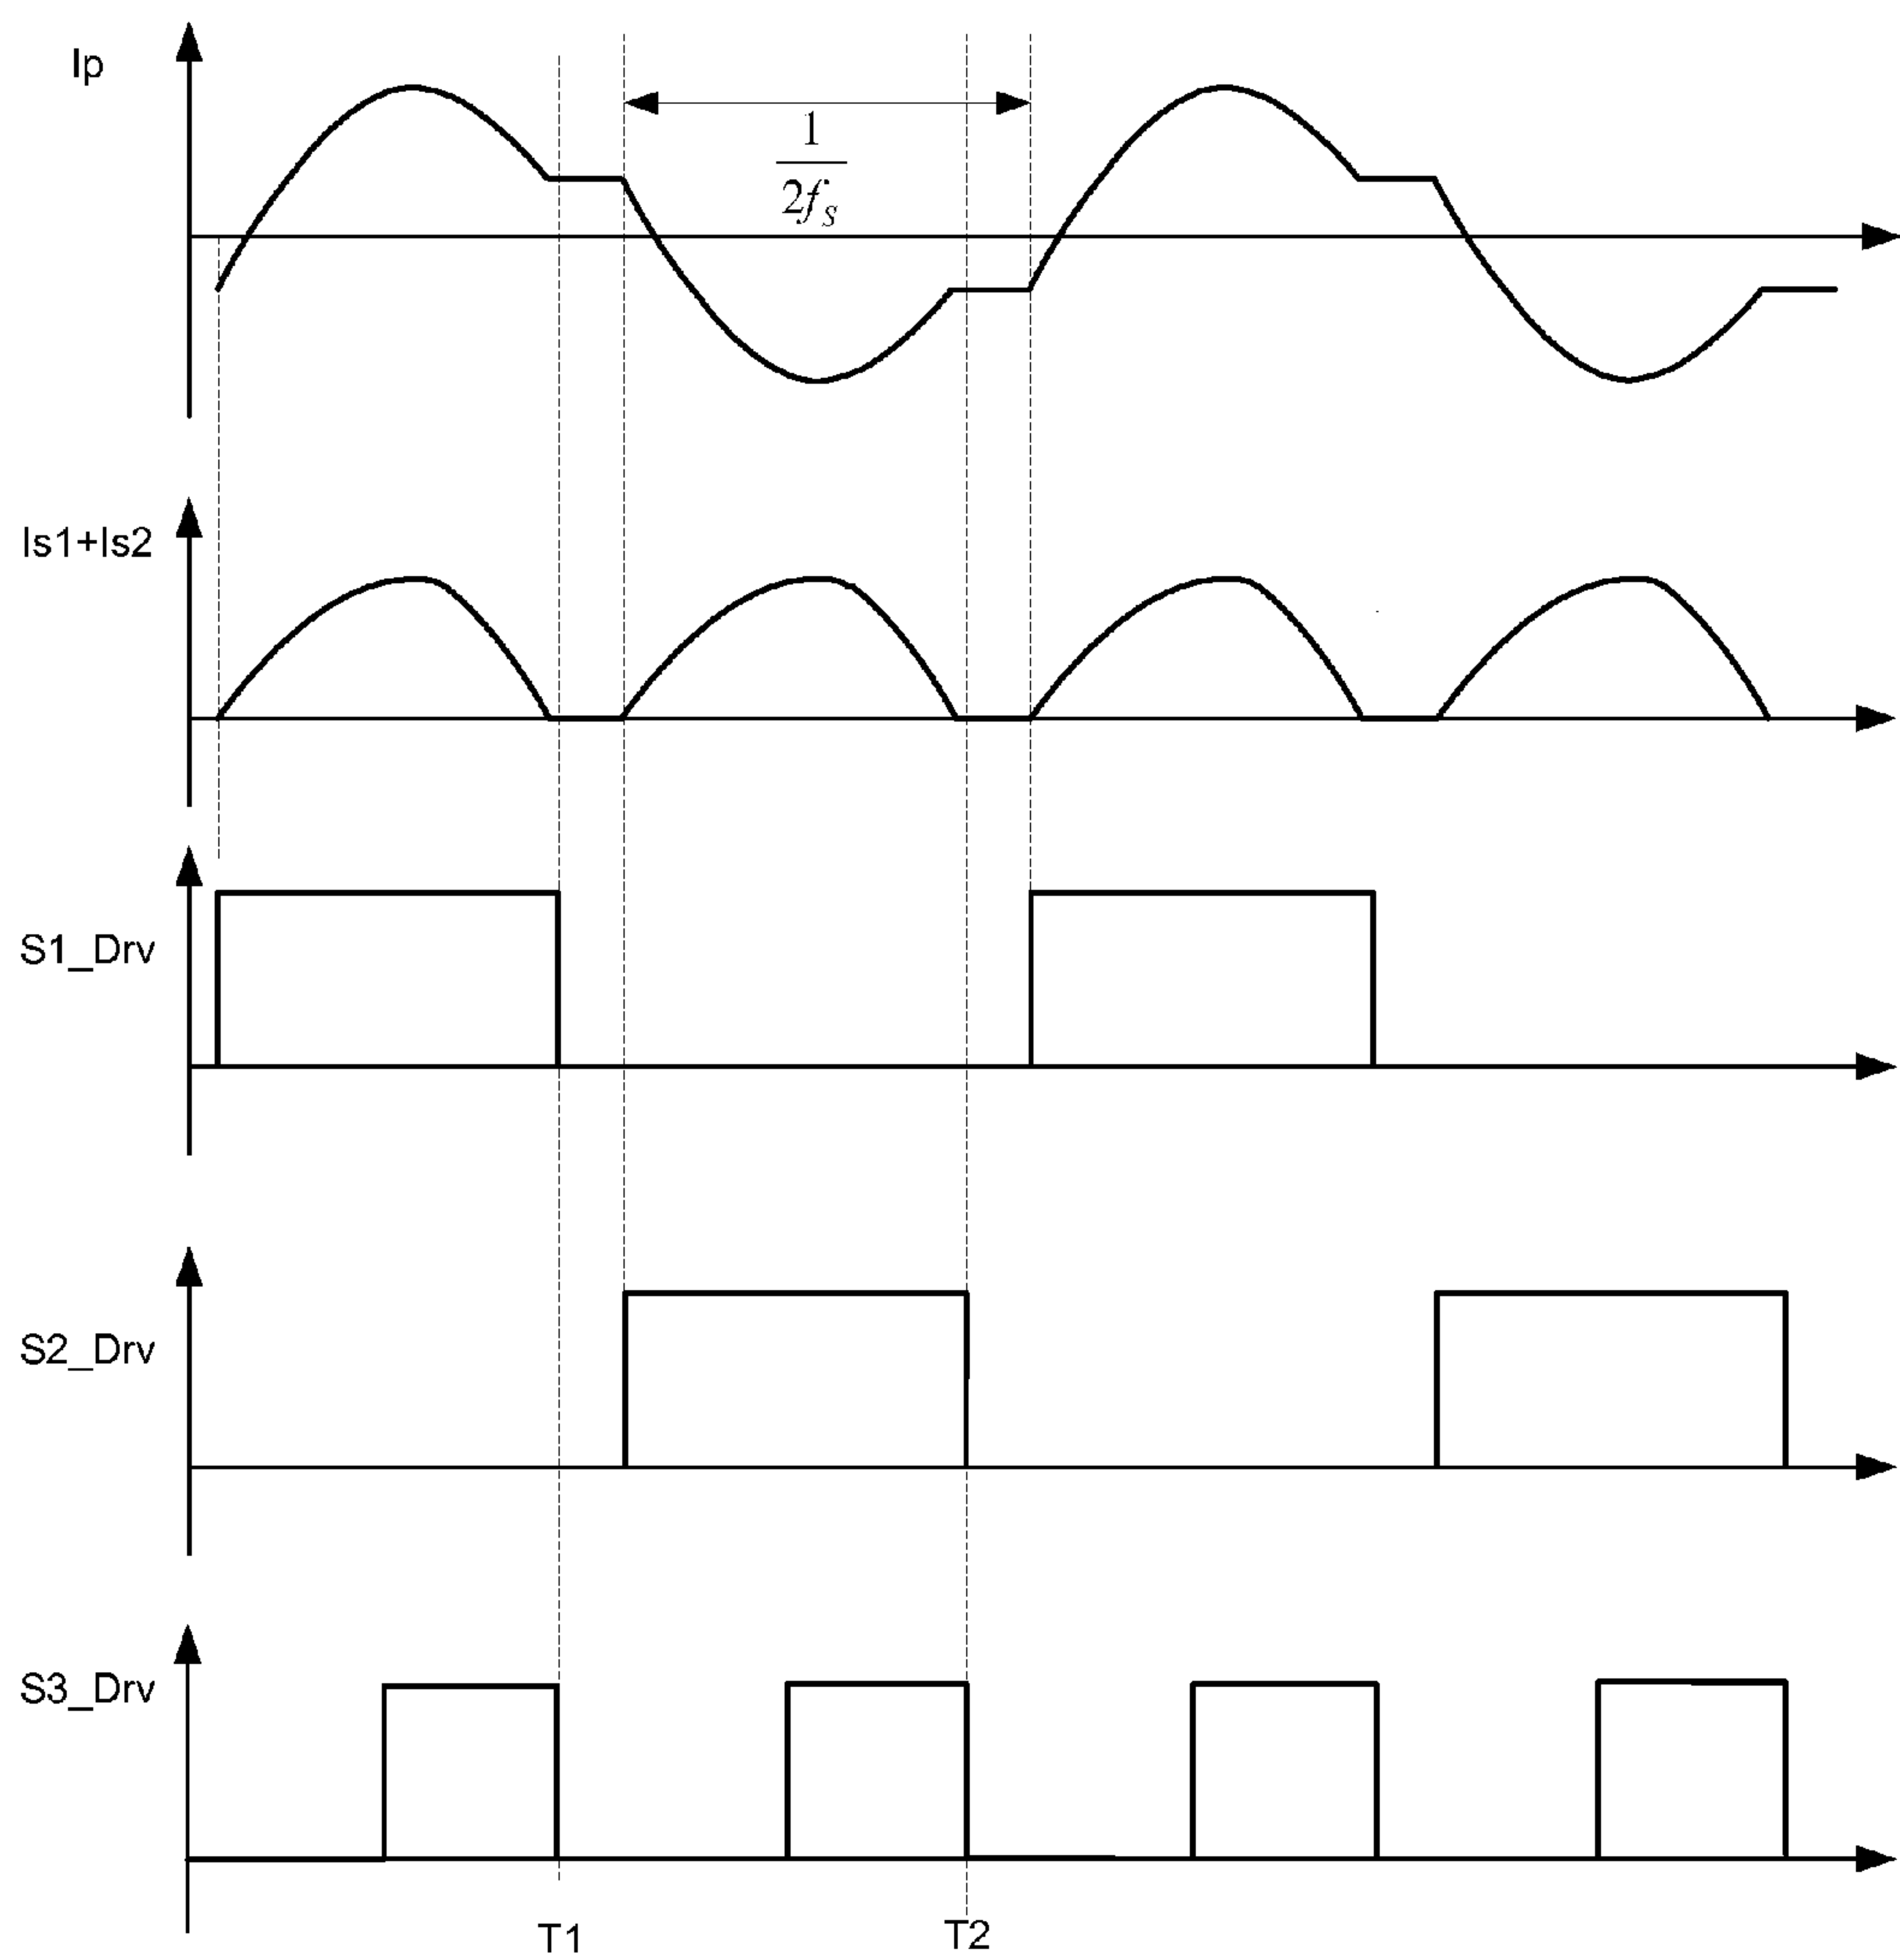 Ip
1
2fs
Is1+Is2
S1_Drv
S2_Drv
S3_Drv
T1
T2